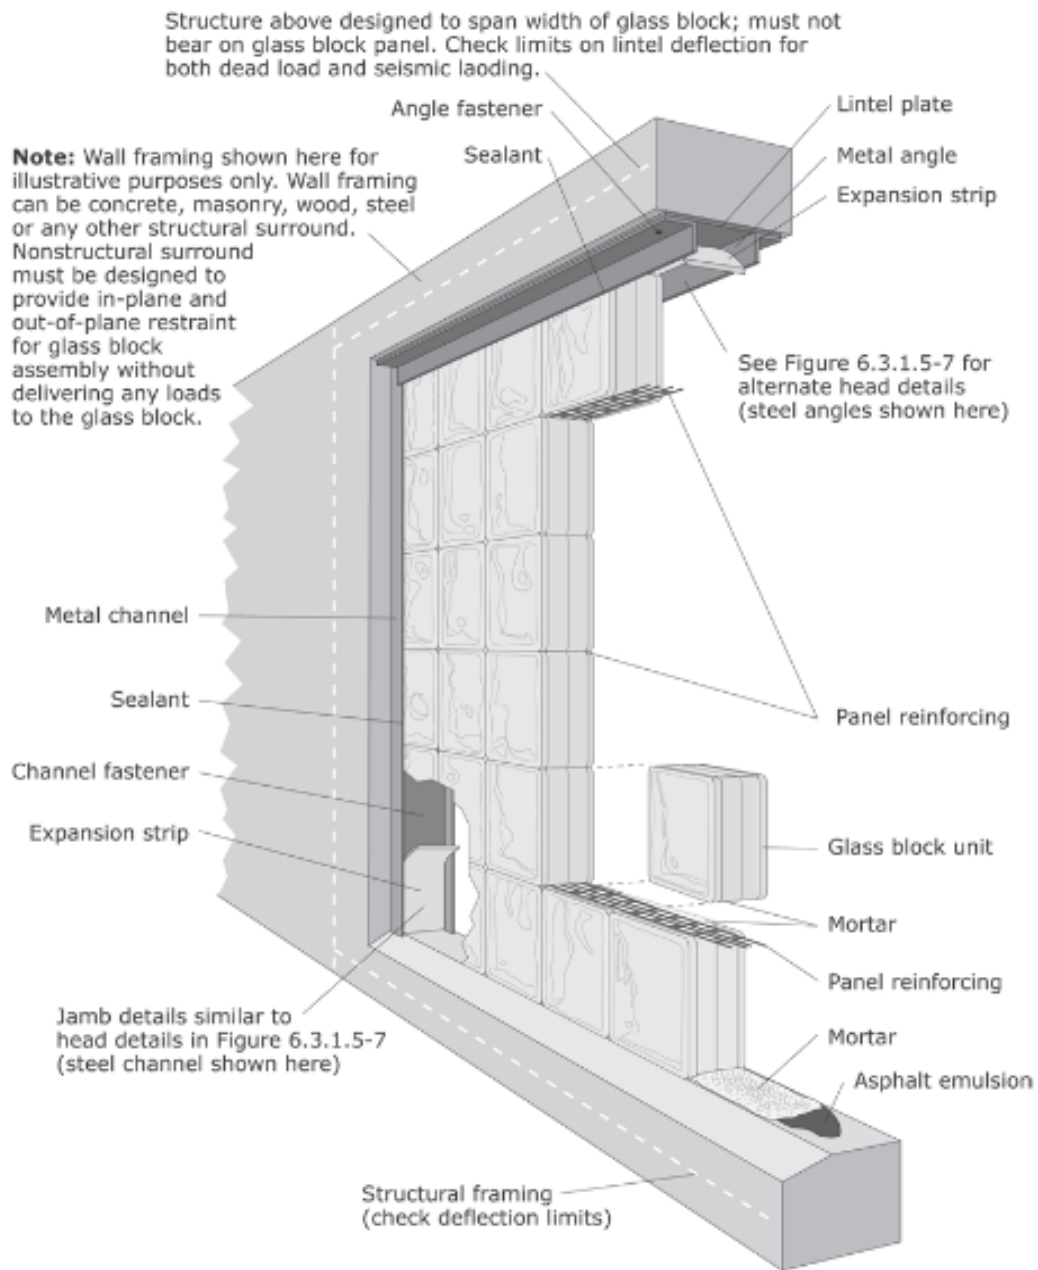 Structure above designed to span width of glass block; must not
bear on glass block panel. Check limits on lintel deflection for
both dead load and seismic laoding.
Angle fastener
Sealant
Lintel plate
Metal angle
Expansion strip
Note: Wall framing shown here for
illustrative purposes only. Wall framing
can be concrete, masonry, wood, steel
or any other structural surround.
Nonstructural surround
must be designed to
provide in-plane and
out-of-plane restraint
for glass block
assembly without
delivering any loads
to the glass block.
See Figure 6.3.1.5-7 for
alternate head details
(steel angles shown here)
Metal channel
Sealant
Channel fastener
Expansion strip
Panel reinforcing
Glass block unit
Mortar
Panel reinforcing
Mortar
Asphalt emulsion
Jamb details similar to
head details in Figure 6.3.1.5-7
(steel channel shown here)
Structural framing
(check deflection limits)